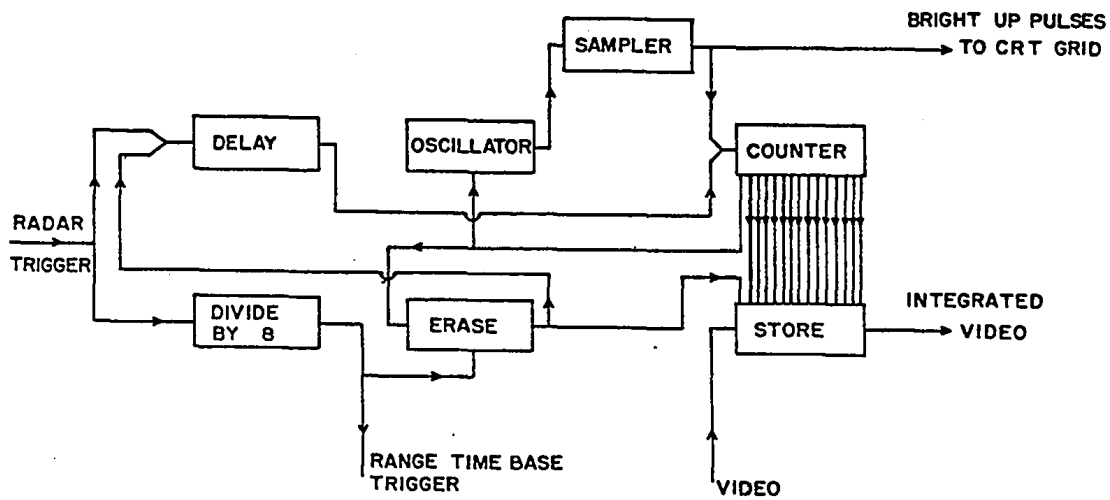 BRIGHT UP PULSES
TO CRT GRID
SAMPLER
DELAY
OSCILLATOR
COUNTER
RADAR
TRIGGER
DIVIDE
BY 8
ERASE
STORE
INTEGRATED
VIDEO
RANGE TIME BASE
TRIGGER
VIDEO